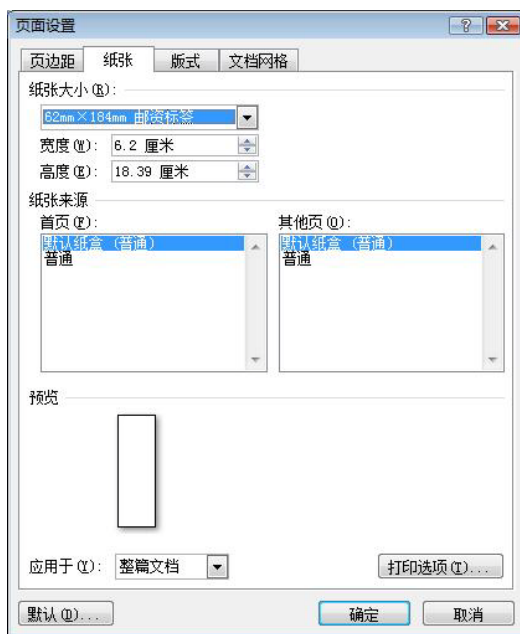 页面设置
页边距 纸张 版式 文档网格
纸张大小(R):
62mm×184mm 邮资标签
宽度(W): 6.2 厘米
高度(E): 18.39 厘米
纸张来源
首页(F): 其他页(O):
默认纸盒 (普通) 默认纸盒 (普通)
普通 普通
预览
应用于(Y): 整篇文档 打印选项(T)...
默认(D)... 确定 取消